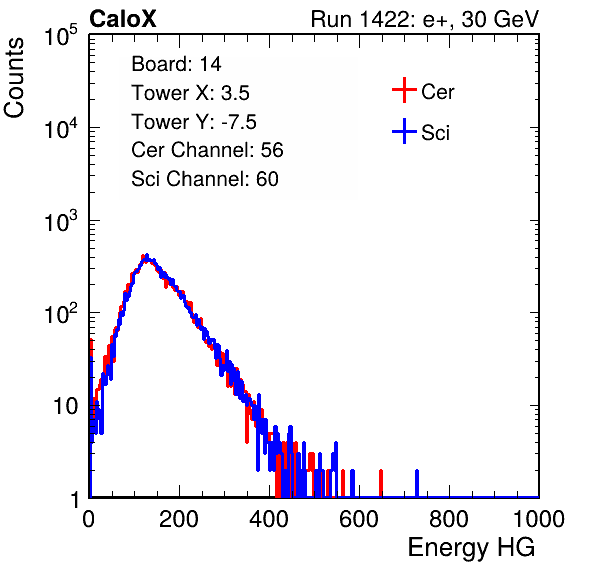 CaloX Run 1422: e+, 30 GeV
Counts
Board: 14
Tower X: 3.5
Tower Y: -7.5
Cer Channel: 56
Sci Channel: 60
Cer
Sci
10^5
10^4
10^3
10^2
10
1
0 200 400 600 800 1000
Energy HG